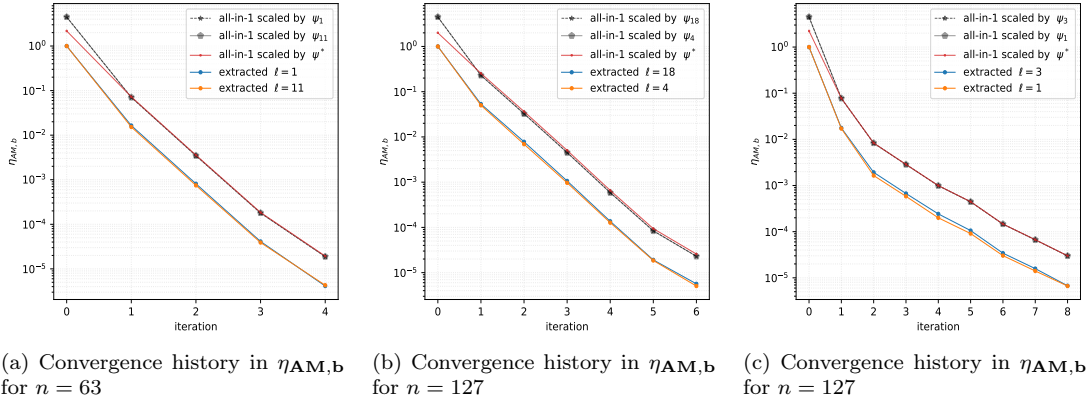 all-in-1 scaled by ψ₁
all-in-1 scaled by ψ₁₁
all-in-1 scaled by ψ*
extracted ℓ = 1
extracted ℓ = 11
η_{AM,b}
10⁰
10⁻¹
10⁻²
10⁻³
10⁻⁴
10⁻⁵
0 1 2 3 4
iteration
(a) Convergence history in η_{AM,b}
for n = 63
all-in-1 scaled by ψ₁₈
all-in-1 scaled by ψ₄
all-in-1 scaled by ψ*
extracted ℓ = 18
extracted ℓ = 4
η_{AM,b}
10⁰
10⁻¹
10⁻²
10⁻³
10⁻⁴
10⁻⁵
0 1 2 3 4 5 6
iteration
(b) Convergence history in η_{AM,b}
for n = 127
all-in-1 scaled by ψ₃
all-in-1 scaled by ψ₁
all-in-1 scaled by ψ*
extracted ℓ = 3
extracted ℓ = 1
η_{AM,b}
10⁰
10⁻¹
10⁻²
10⁻³
10⁻⁴
10⁻⁵
0 1 2 3 4 5 6 7 8
iteration
(c) Convergence history in η_{AM,b}
for n = 127